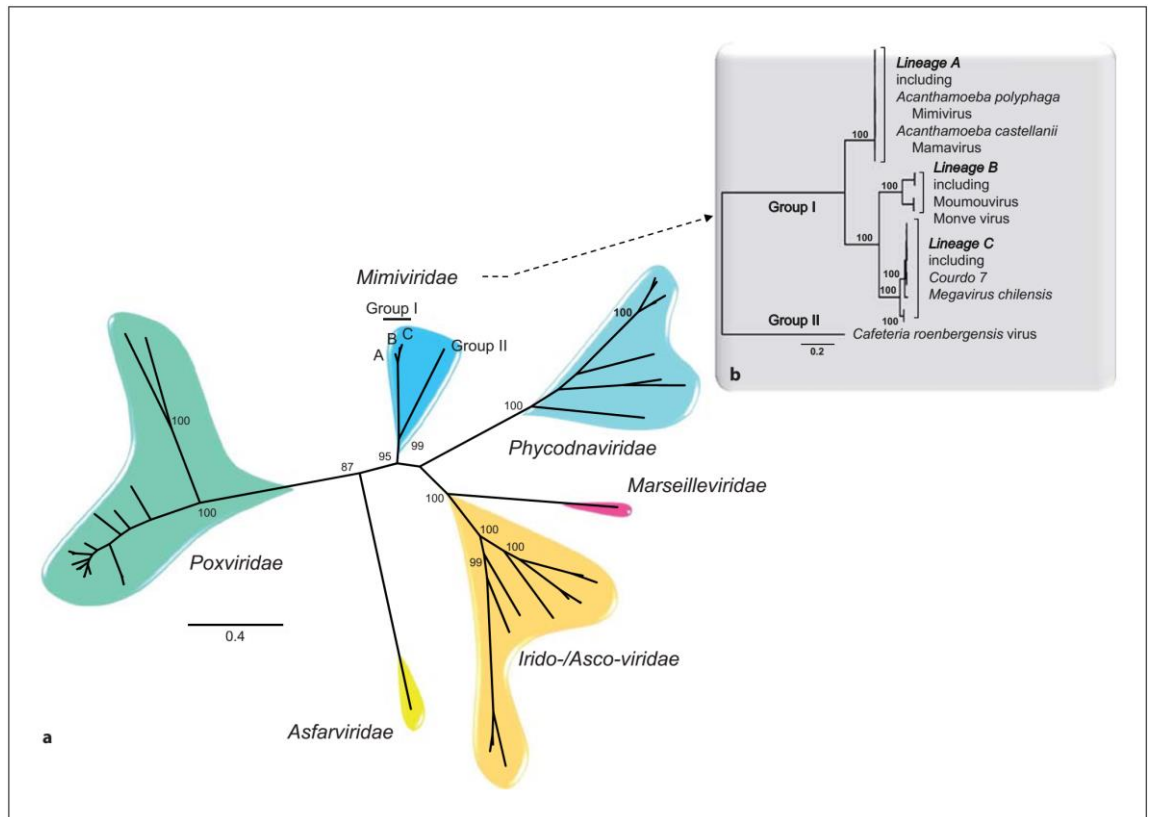 Lineage A
including
Acanthamoeba polyphaga
Mimivirus
Acanthamoeba castellanii
Mamavirus
100
Lineage B
including
Moumouvirus
Monve virus
100
Group I
100
Lineage C
including
Courdo 7
Megavirus chilensis
100
100
100
Group II
Cafeteria roenbergensis virus
0.2
b
Mimiviridae
Group I
B C
A
Group II
100
100
Phycodnaviridae
100
99
95
87
Marseilleviridae
100
100
Poxviridae
100
100
99
0.4
Irido-/Asco-viridae
Asfarviridae
a